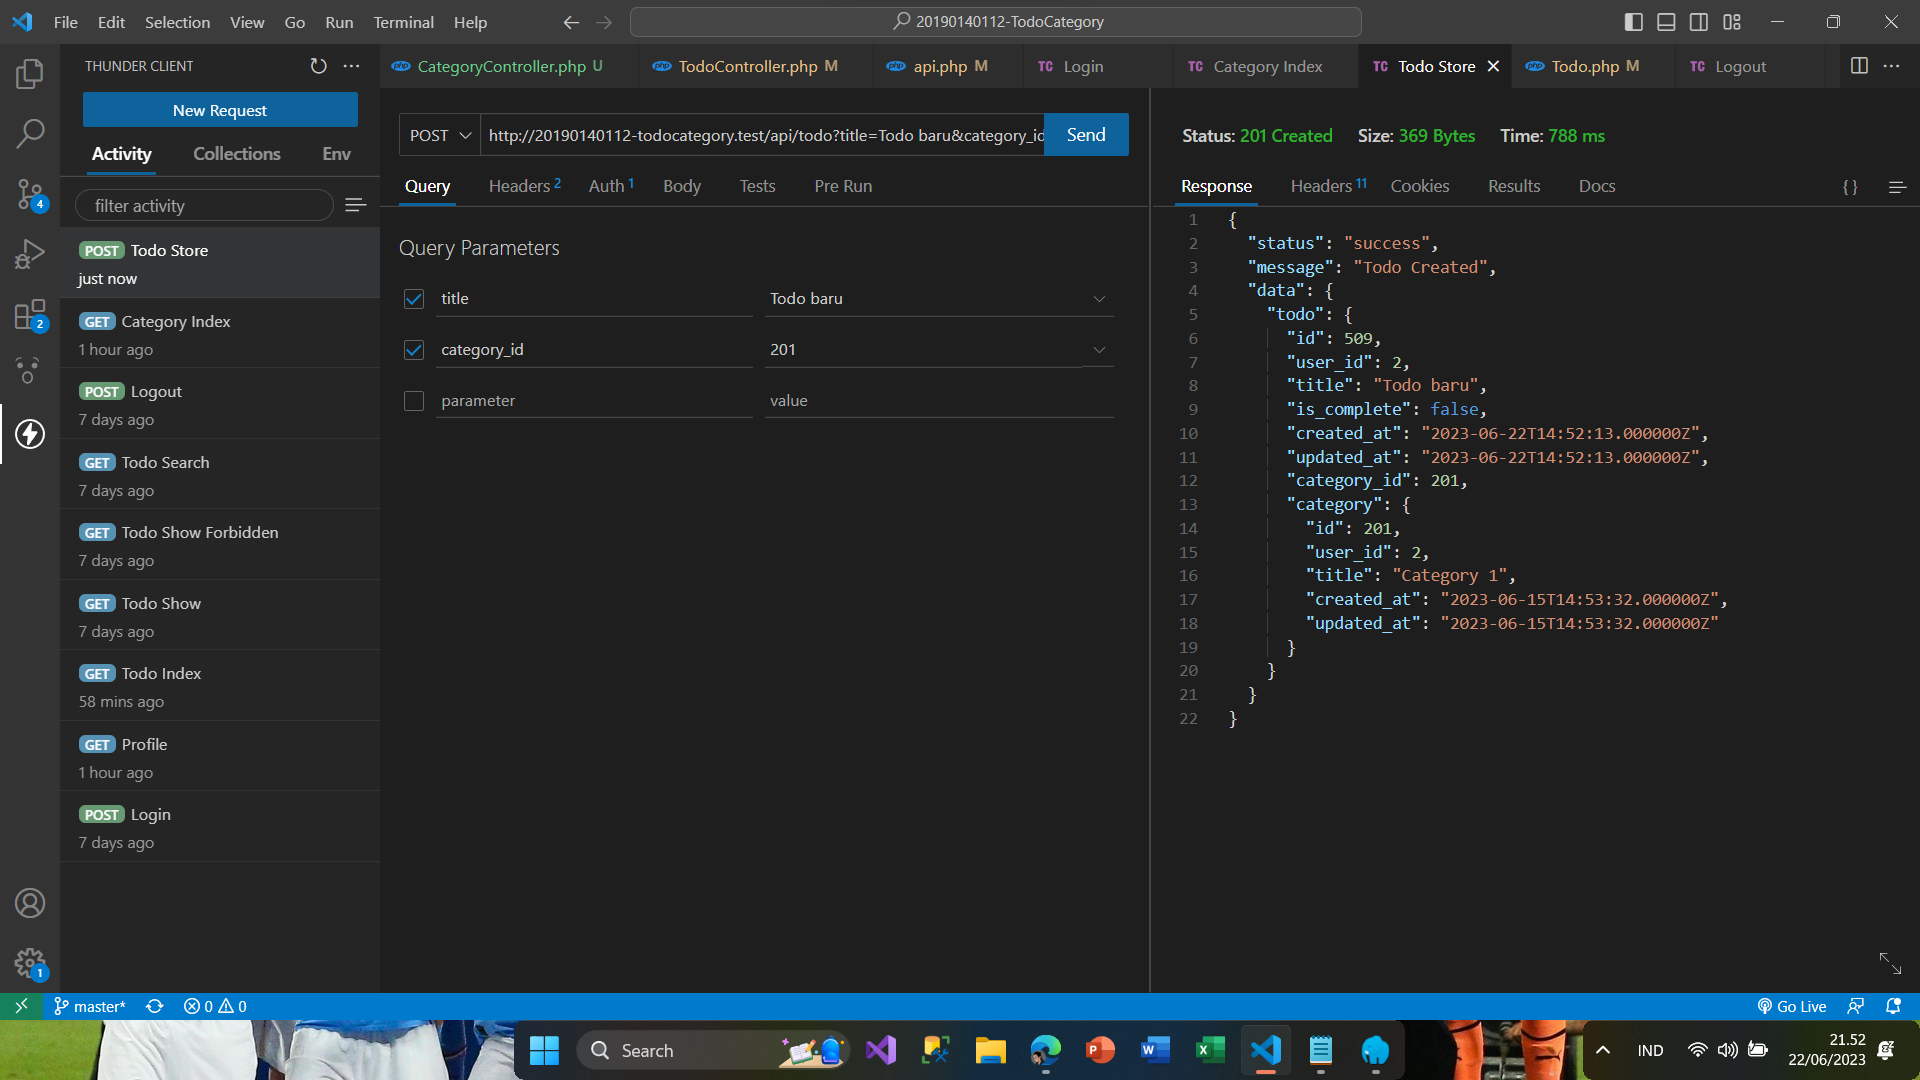 File Edit Selection View Go Run Terminal Help
20190140112-TodoCategory
THUNDER CLIENT
New Request
Activity Collections Env
filter activity
POST Todo Store
just now
GET Category Index
1 hour ago
POST Logout
7 days ago
GET Todo Search
7 days ago
GET Todo Show Forbidden
7 days ago
GET Todo Show
7 days ago
GET Todo Index
58 mins ago
GET Profile
1 hour ago
POST Login
7 days ago
4
2
1
php CategoryController.php U
php TodoController.php M
php api.php M
TC Login
TC Category Index
TC Todo Store
php Todo.php M
TC Logout
POST http://20190140112-todocategory.test/api/todo?title=Todo baru&category_id Send
Query Headers 2 Auth 1 Body Tests Pre Run
Query Parameters
title Todo baru
category_id 201
parameter value
Status: 201 Created Size: 369 Bytes Time: 788 ms
Response Headers 11 Cookies Results Docs { }
1 {
2 "status": "success",
3 "message": "Todo Created",
4 "data": {
5 "todo": {
6 "id": 509,
7 "user_id": 2,
8 "title": "Todo baru",
9 "is_complete": false,
10 "created_at": "2023-06-22T14:52:13.000000Z",
11 "updated_at": "2023-06-22T14:52:13.000000Z",
12 "category_id": 201,
13 "category": {
14 "id": 201,
15 "user_id": 2,
16 "title": "Category 1",
17 "created_at": "2023-06-15T14:53:32.000000Z",
18 "updated_at": "2023-06-15T14:53:32.000000Z"
19 }
20 }
21 }
22 }
master* 0 0 Go Live
Search
P W X
IND
21.52
22/06/2023